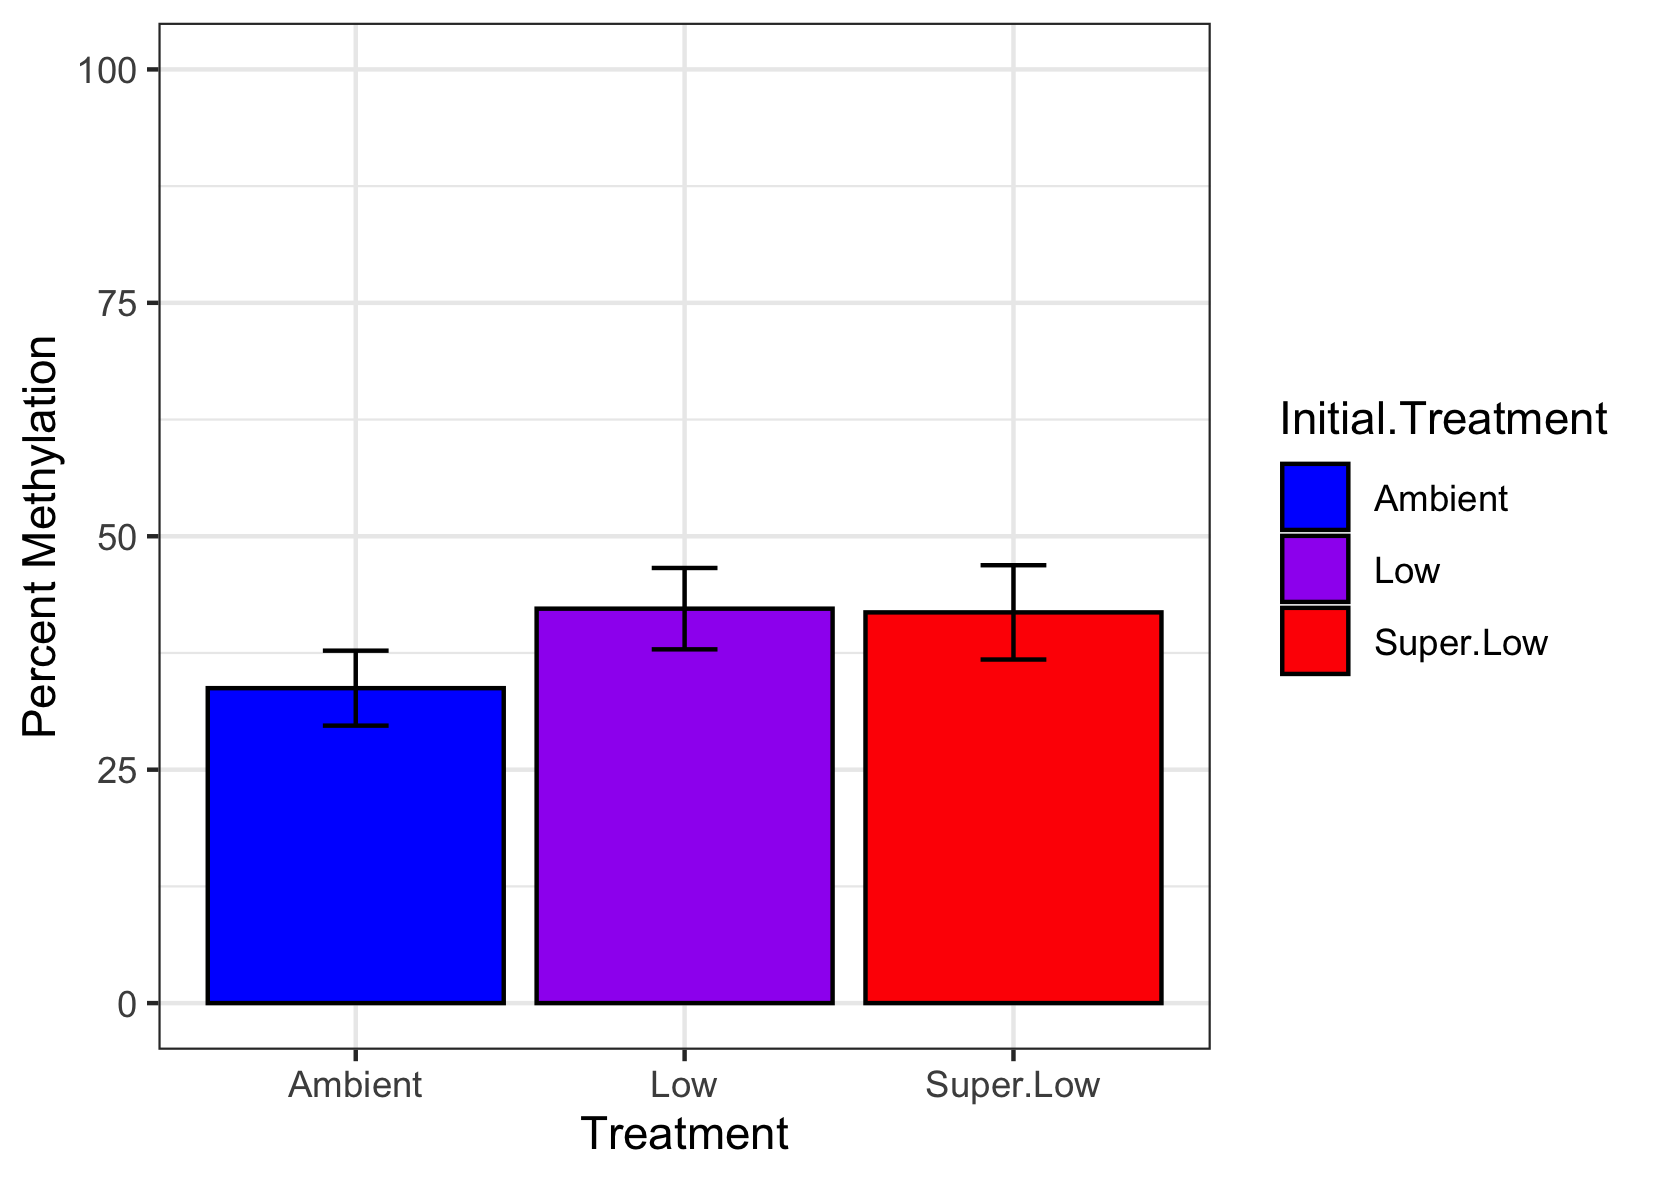 100
75
50
25
0
Percent Methylation
Ambient
Low
Super.Low
Treatment
Initial.Treatment
Ambient
Low
Super.Low